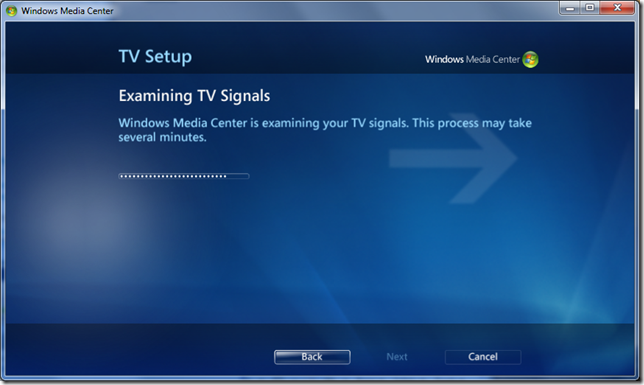 Windows Media Center
TV Setup
Windows Media Center
Examining TV Signals
Windows Media Center is examining your TV signals. This process may take
several minutes.
Back
Next
Cancel